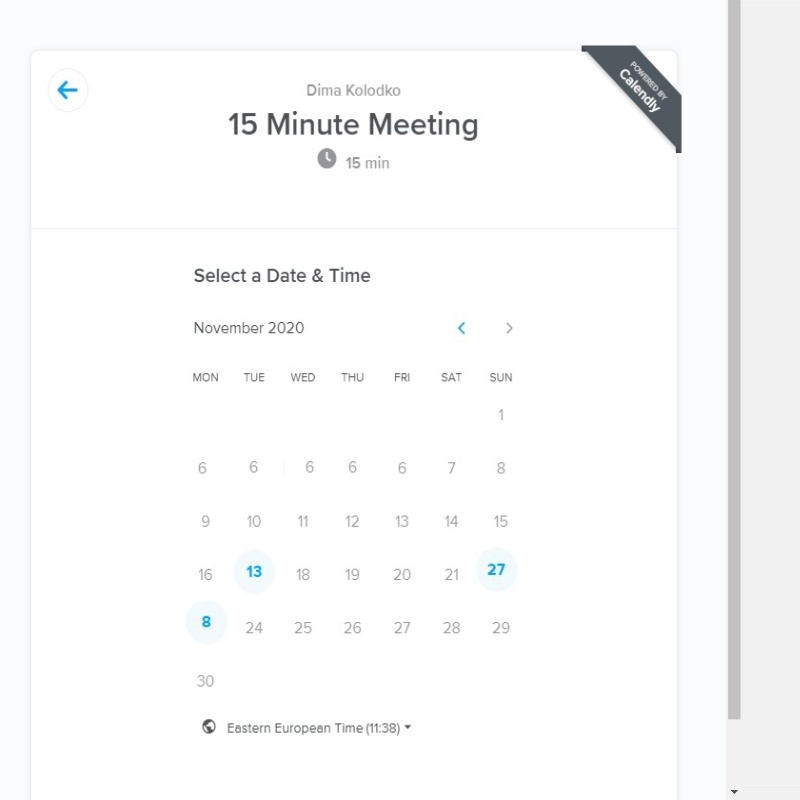 POWERED BY
Calendly
Dima Kolodko
15 Minute Meeting
15 min
Select a Date & Time
November 2020
MON TUE WED THU FRI SAT SUN
1
6 6 6 6 6 7 8
9 10 11 12 13 14 15
16 13 18 19 20 21 27
8 24 25 26 27 28 29
30
Eastern European Time (11:38)